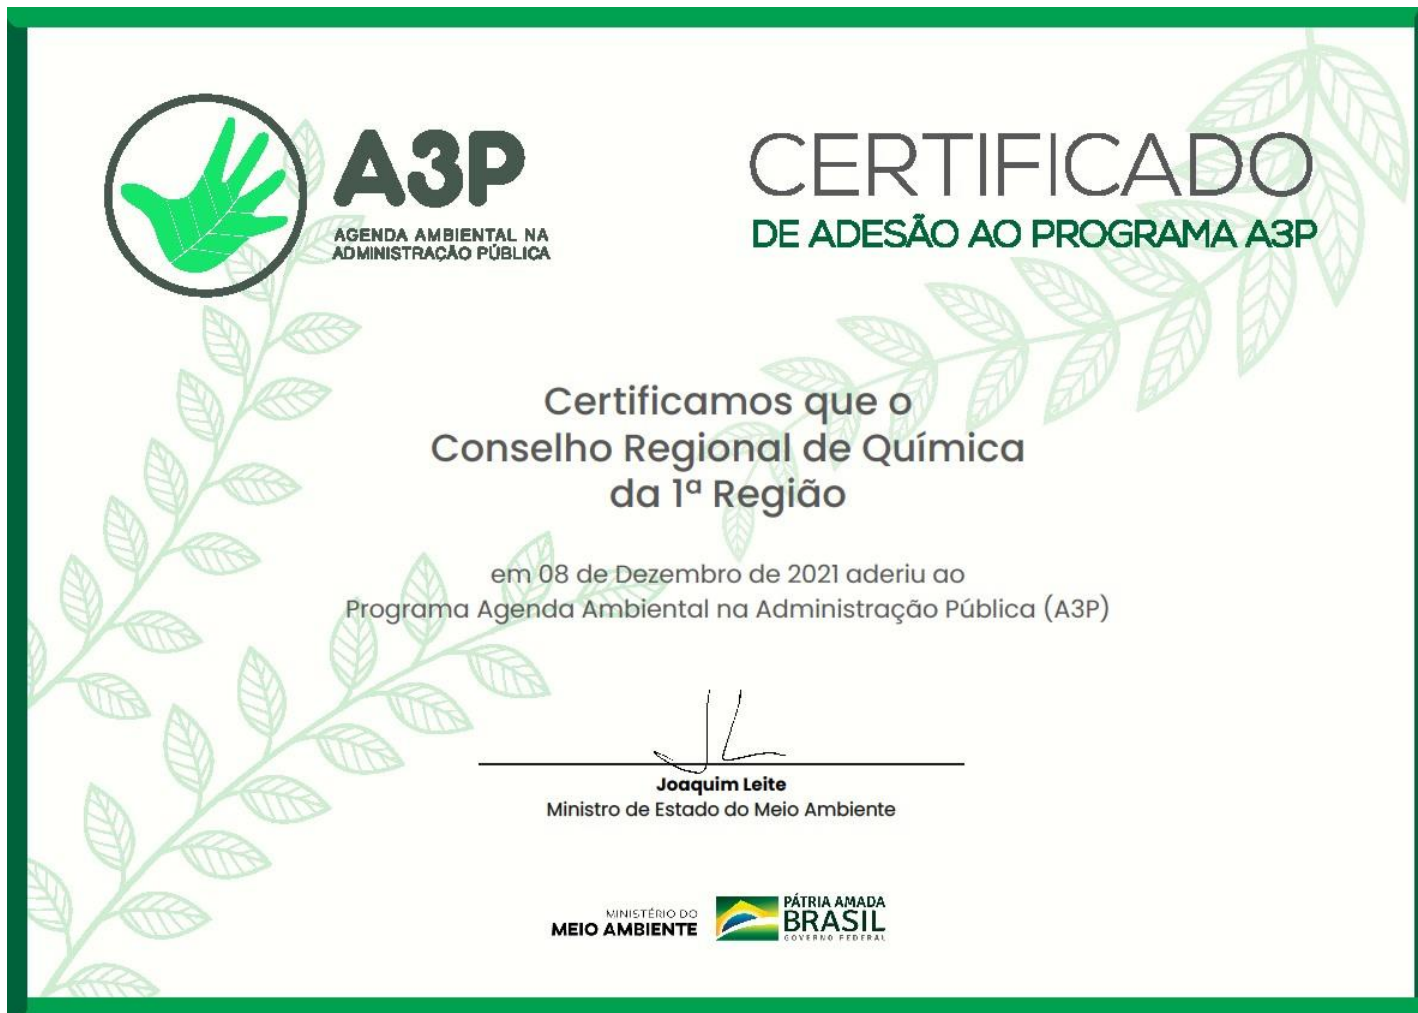 A3P
AGENDA AMBIENTAL NA
ADMINISTRAÇÃO PÚBLICA
CERTIFICADO
DE ADESÃO AO PROGRAMA A3P
Certificamos que o
Conselho Regional de Química
da 1ª Região
em 08 de Dezembro de 2021 aderiu ao
Programa Agenda Ambiental na Administração Pública (A3P)
Joaquim Leite
Ministro de Estado do Meio Ambiente
MINISTÉRIO DO
MEIO AMBIENTE
PÁTRIA AMADA
BRASIL
GOVERNO FEDERAL